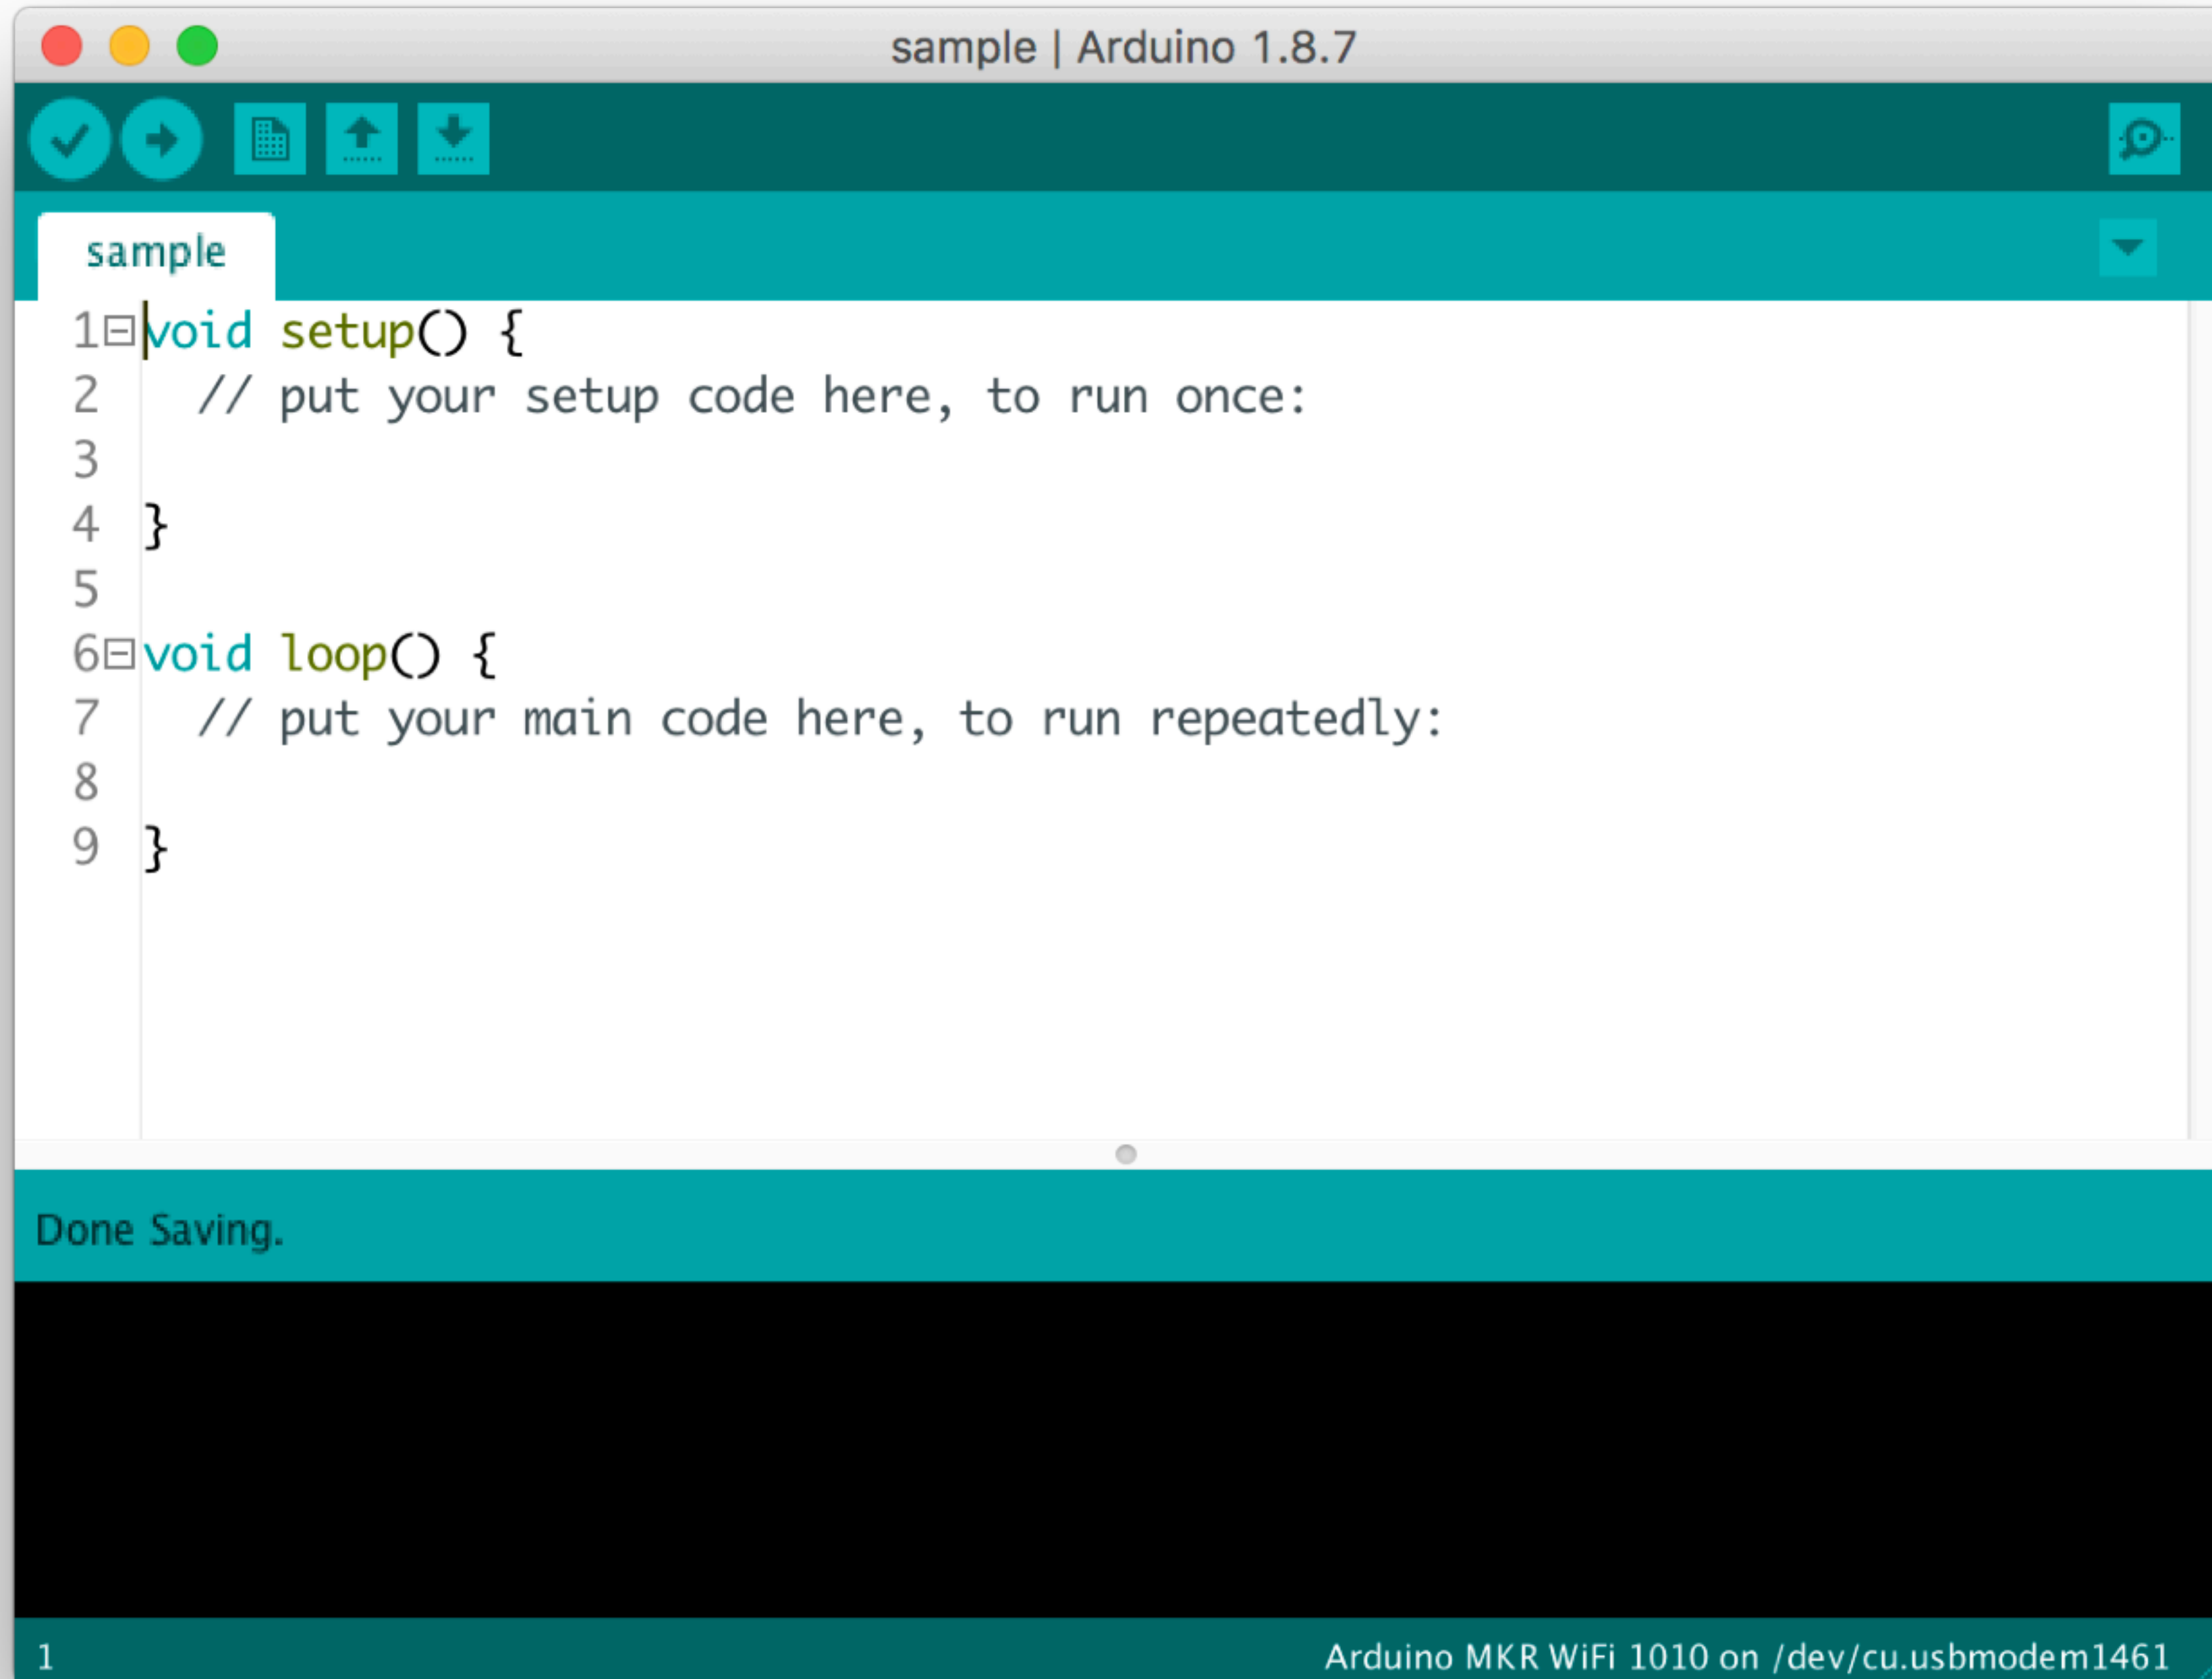 sample | Arduino 1.8.7
sample
1 void setup() {
2   // put your setup code here, to run once:
3
4 }
5
6 void loop() {
7   // put your main code here, to run repeatedly:
8
9 }
Done Saving.
1 Arduino MKR WiFi 1010 on /dev/cu.usbmodem1461